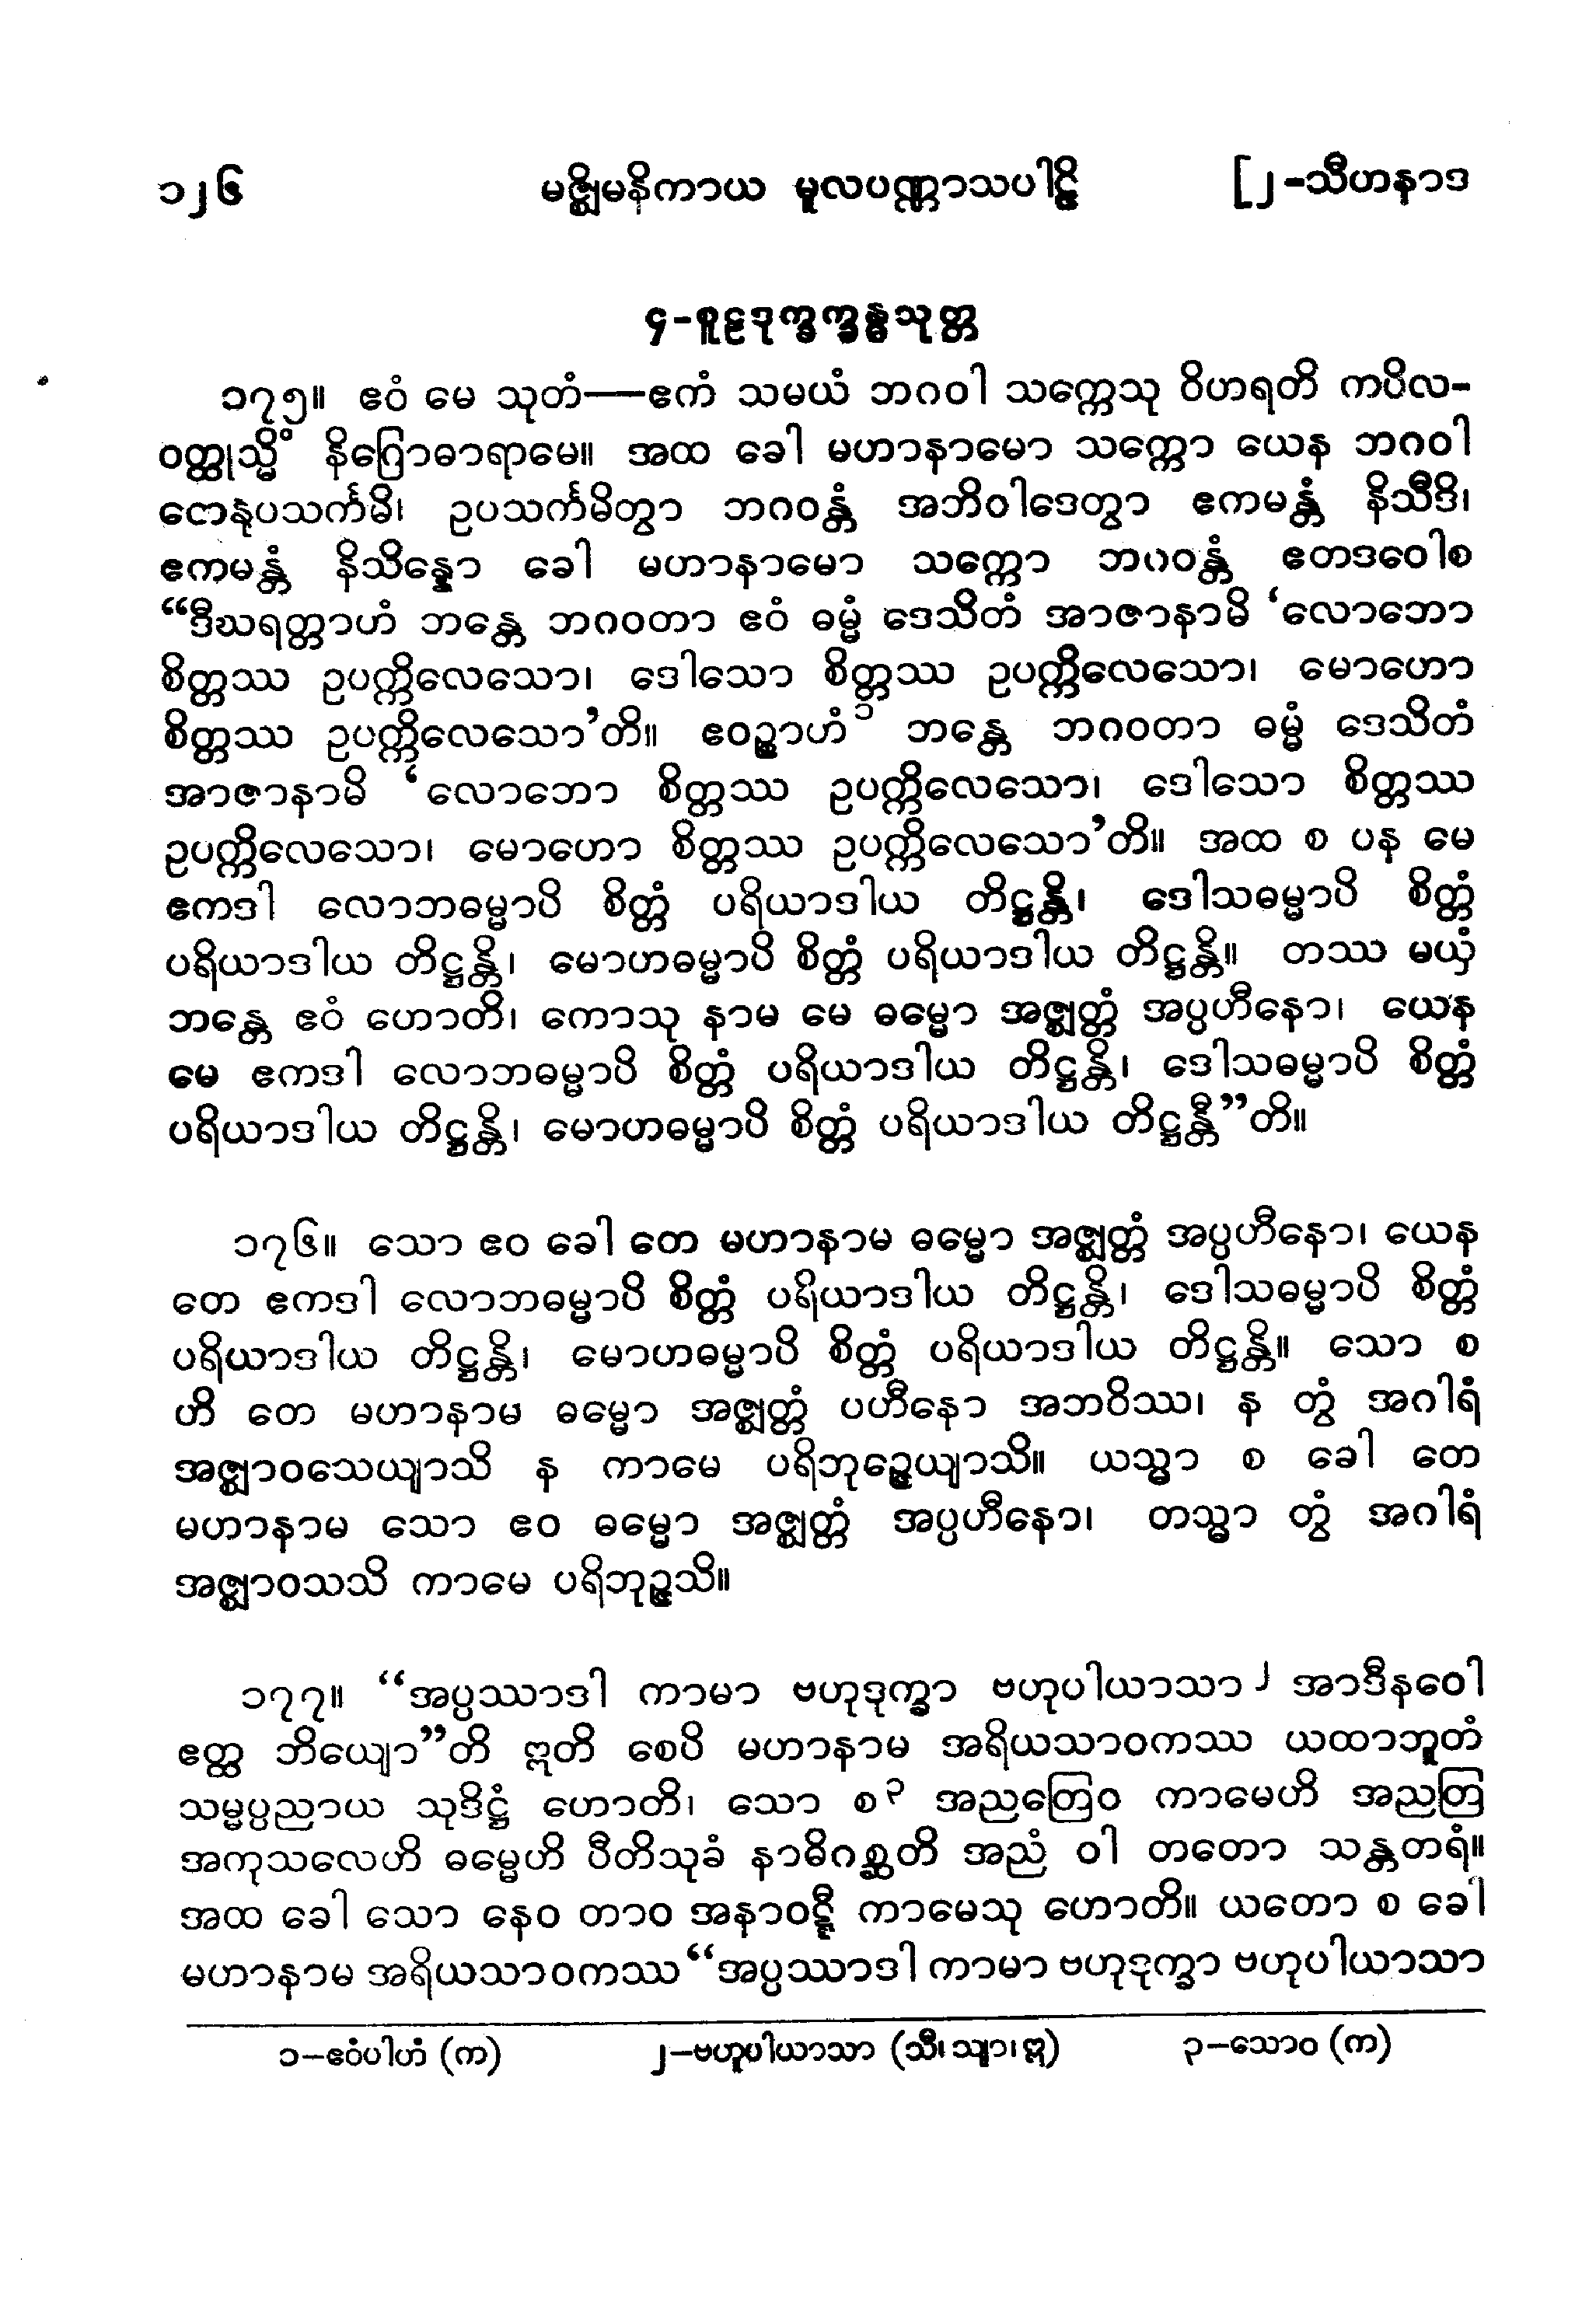 ၁၂၆ မဇ္ဈိမနိကာယ မူလပဏ္ဏာသပါဠိ [၂-သီဟနာဒ
၄-စူဠဒုက္ခက္ခန္ဓသုတ္တ
၁၇၅။ ဧဝံ မေ သုတံ——ဧကံ သမယံ ဘဂဝါ သက္ကေသု ဝိဟရတိ ကပိလ-
ဝတ္ထုသ္မိံ နိဂြောဓာရာမေ။ အထ ခေါ မဟာနာမော သက္ကော ယေန ဘဂဝါ
တေနုပသင်္ကမိ၊ ဥပသင်္ကမိတွာ ဘဂဝန္တံ အဘိဝါဒေတွာ ဧကမန္တံ နိသီဒိ၊
ဧကမန္တံ နိသိန္နော ခေါ မဟာနာမော သက္ကော ဘဂဝန္တံ ဧတဒဝေါစ
“ဒီဃရတ္တာဟံ ဘန္တေ ဘဂဝတာ ဧဝံ ဓမ္မံ ဒေသိတံ အာဇာနာမိ ‘လောဘော
စိတ္တဿ ဥပက္ကိလေသော၊ ဒေါသော စိတ္တဿ ဥပက္ကိလေသော၊ မောဟော
စိတ္တဿ ဥပက္ကိလေသော’တိ။ ဧဝဉ္စာဟံ ၁ ဘန္တေ ဘဂဝတာ ဓမ္မံ ဒေသိတံ
အာဇာနာမိ ‘လောဘော စိတ္တဿ ဥပက္ကိလေသော၊ ဒေါသော စိတ္တဿ
ဥပက္ကိလေသော၊ မောဟော စိတ္တဿ ဥပက္ကိလေသော’တိ။ အထ စ ပန မေ
ဧကဒါ လောဘဓမ္မာပိ စိတ္တံ ပရိယာဒါယ တိဋ္ဌန္တိ၊ ဒေါသဓမ္မာပိ စိတ္တံ
ပရိယာဒါယ တိဋ္ဌန္တိ၊ မောဟဓမ္မာပိ စိတ္တံ ပရိယာဒါယ တိဋ္ဌန္တိ။ တဿ မယှံ
ဘန္တေ ဧဝံ ဟောတိ၊ ကောသု နာမ မေ ဓမ္မော အဇ္ဈတ္တံ အပ္ပဟီနော၊ ယေန
မေ ဧကဒါ လောဘဓမ္မာပိ စိတ္တံ ပရိယာဒါယ တိဋ္ဌန္တိ၊ ဒေါသဓမ္မာပိ စိတ္တံ
ပရိယာဒါယ တိဋ္ဌန္တိ၊ မောဟဓမ္မာပိ စိတ္တံ ပရိယာဒါယ တိဋ္ဌန္တီ”တိ။
၁၇၆။ သော ဧဝ ခေါ တေ မဟာနာမ ဓမ္မော အဇ္ဈတ္တံ အပ္ပဟီနော၊ ယေန
တေ ဧကဒါ လောဘဓမ္မာပိ စိတ္တံ ပရိယာဒါယ တိဋ္ဌန္တိ၊ ဒေါသဓမ္မာပိ စိတ္တံ
ပရိယာဒါယ တိဋ္ဌန္တိ၊ မောဟဓမ္မာပိ စိတ္တံ ပရိယာဒါယ တိဋ္ဌန္တိ။ သော စ
ဟိ တေ မဟာနာမ ဓမ္မော အဇ္ဈတ္တံ ပဟီနော အဘဝိဿ၊ န တွံ အဂါရံ
အဇ္ဈာဝသေယျာသိ န ကာမေ ပရိဘုဉ္ဇေယျာသိ။ ယသ္မာ စ ခေါ တေ
မဟာနာမ သော ဧဝ ဓမ္မော အဇ္ဈတ္တံ အပ္ပဟီနော၊ တသ္မာ တွံ အဂါရံ
အဇ္ဈာဝသသိ ကာမေ ပရိဘုဉ္ဇသိ။
၁၇၇။ “အပ္ပဿာဒါ ကာမာ ဗဟုဒုက္ခာ ဗဟုပါယာသာ ၂ အာဒီနဝေါ
ဧတ္ထ ဘိယျော”တိ ဣတိ စေပိ မဟာနာမ အရိယသာဝကဿ ယထာဘူတံ
သမ္မပ္ပညာယ သုဒိဋ္ဌံ ဟောတိ၊ သော စ ၃ အညတြေဝ ကာမေဟိ အညတြ
အကုသလေဟိ ဓမ္မေဟိ ပီတိသုခံ နာဓိဂစ္ဆတိ အညံ ဝါ တတော သန္တတရံ။
အထ ခေါ သော နေဝ တာဝ အနာဝဋ္ဋီ ကာမေသု ဟောတိ။ ယတော စ ခေါ
မဟာနာမ အရိယသာဝကဿ “အပ္ပဿာဒါ ကာမာ ဗဟုဒုက္ခာ ဗဟုပါယာသာ
၁–ဧဝံပါဟံ (က) ၂–ဗဟူပါယာသာ (သီ၊ သျာ၊ ဣ) ၃–သောဝ (က)